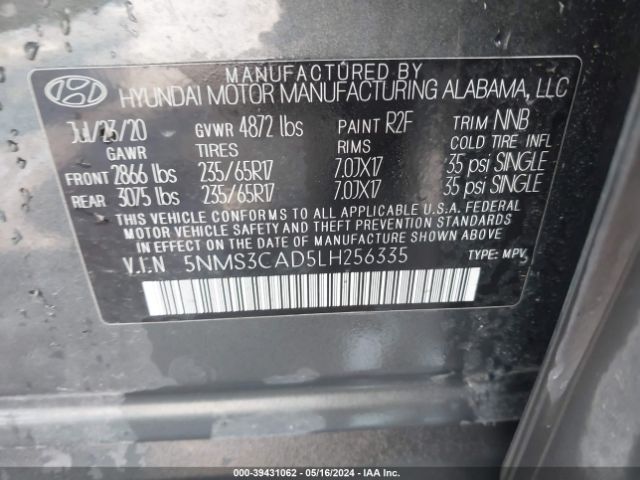 MANUFACTURED BY
HYUNDAI MOTOR MANUFACTURING ALABAMA, LLC
JU/23/20 GVWR 4872 lbs PAINT R2F TRIM NNB
GAWR TIRES RIMS COLD TIRE INFL
FRONT 2866 lbs 235/65R17 7.0JX17 35 psi SINGLE
REAR 3075 lbs 235/65R17 7.0JX17 35 psi SINGLE
THIS VEHICLE CONFORMS TO ALL APPLICABLE U.S.A. FEDERAL
MOTOR VEHICLE SAFETY AND THEFT PREVENTION STANDARDS
IN EFFECT ON THE DATE OF MANUFACTURE SHOWN ABOVE.
V.I.N 5NMS3CAD5LH256335 TYPE: MPV
000-39431062 - 05/16/2024 - IAA Inc.